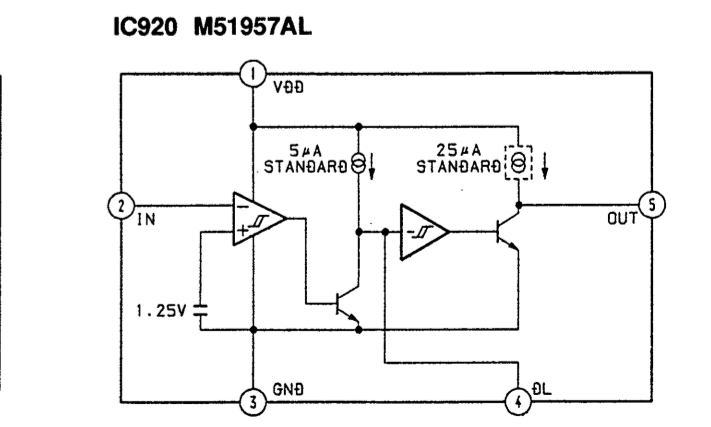 IC920 M51957AL
1
VDD
5μA
STANDARD
25μA
STANDARD
2
IN
5
OUT
1.25V
3
GND
4
DL